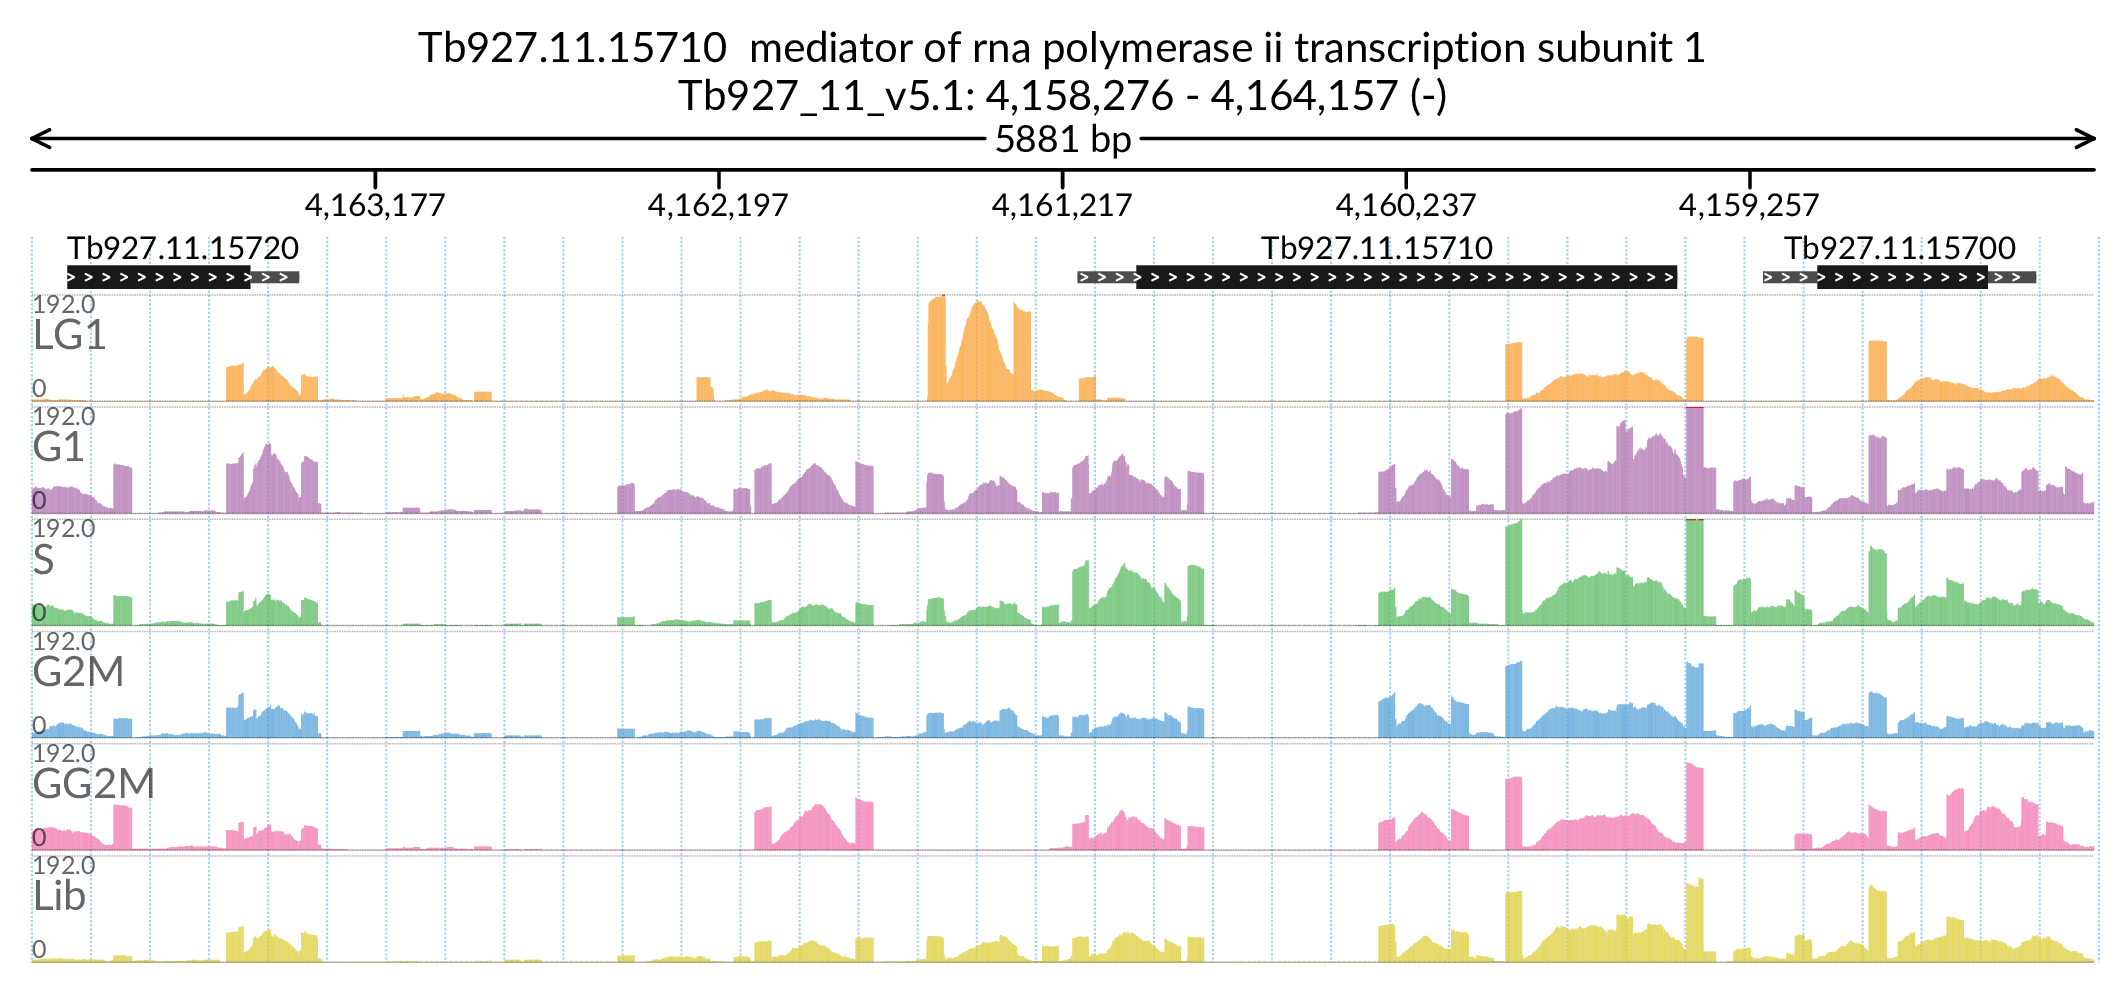 Tb927.11.15710  mediator of rna polymerase ii transcription subunit 1
Tb927_11_v5.1: 4,158,276 - 4,164,157 (-)
5881 bp
4,163,177 4,162,197 4,161,217 4,160,237 4,159,257
Tb927.11.15720 Tb927.11.15710 Tb927.11.15700
192.0
LG1
0
192.0
G1
0
192.0
S
0
192.0
G2M
0
192.0
GG2M
0
192.0
Lib
0